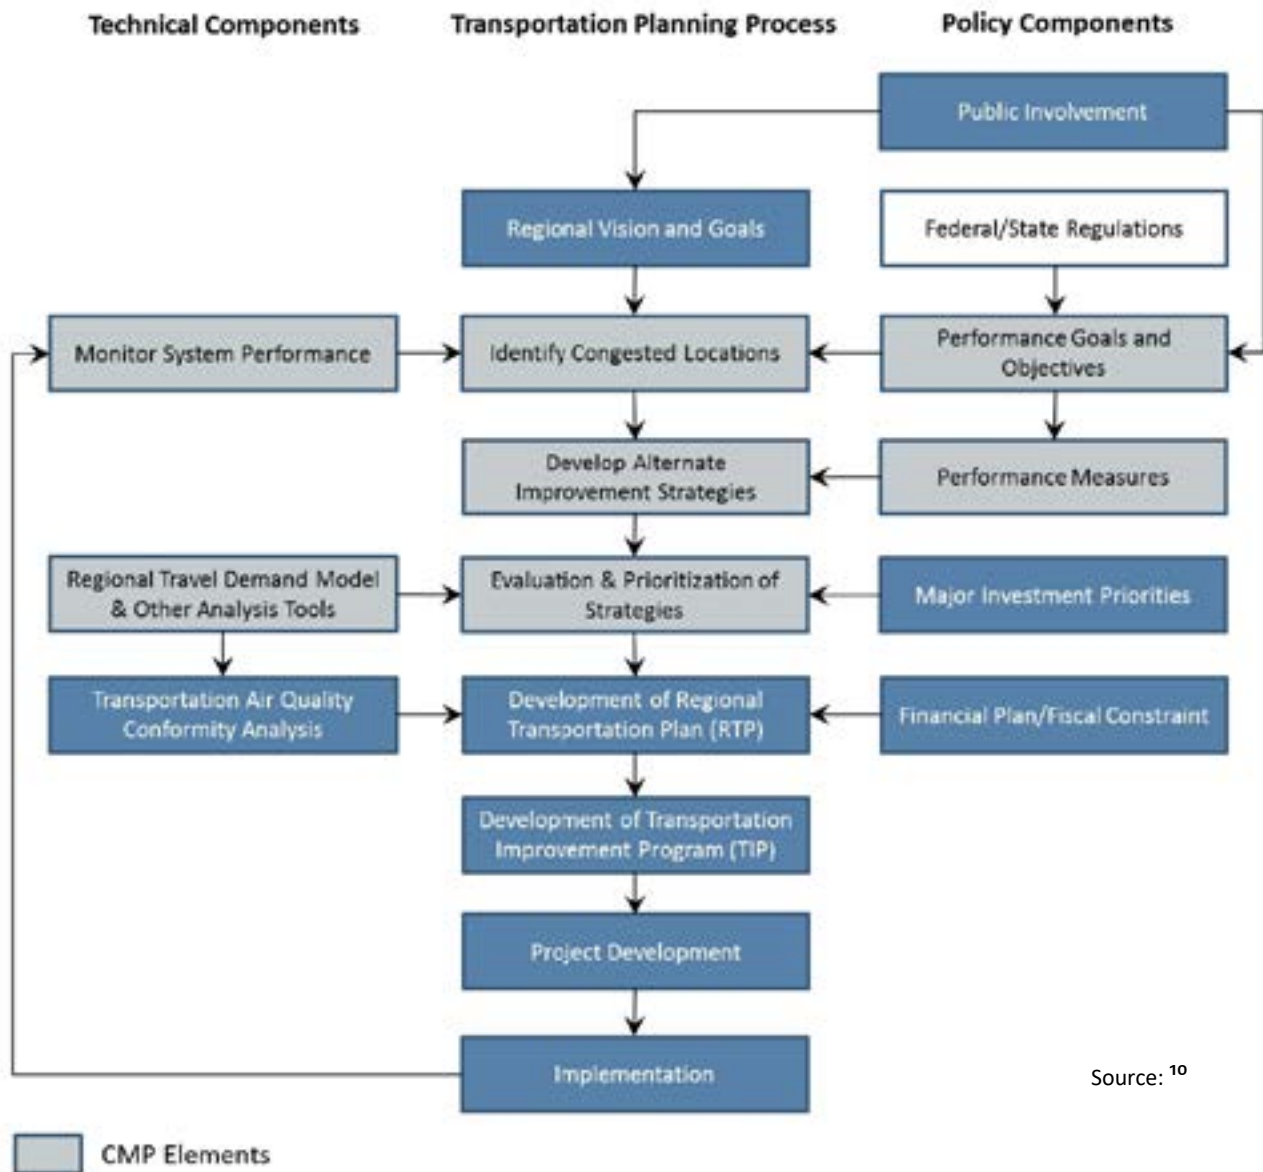 Technical Components
Transportation Planning Process
Policy Components
Public Involvement
Regional Vision and Goals
Federal/State Regulations
Monitor System Performance
Identify Congested Locations
Performance Goals and
Objectives
Develop Alternate
Improvement Strategies
Performance Measures
Regional Travel Demand Model
& Other Analysis Tools
Evaluation & Prioritization of
Strategies
Major Investment Priorities
Transportation Air Quality
Conformity Analysis
Development of Regional
Transportation Plan (RTP)
Financial Plan/Fiscal Constraint
Development of Transportation
Improvement Program (TIP)
Project Development
Implementation
Source: ¹⁰
CMP Elements